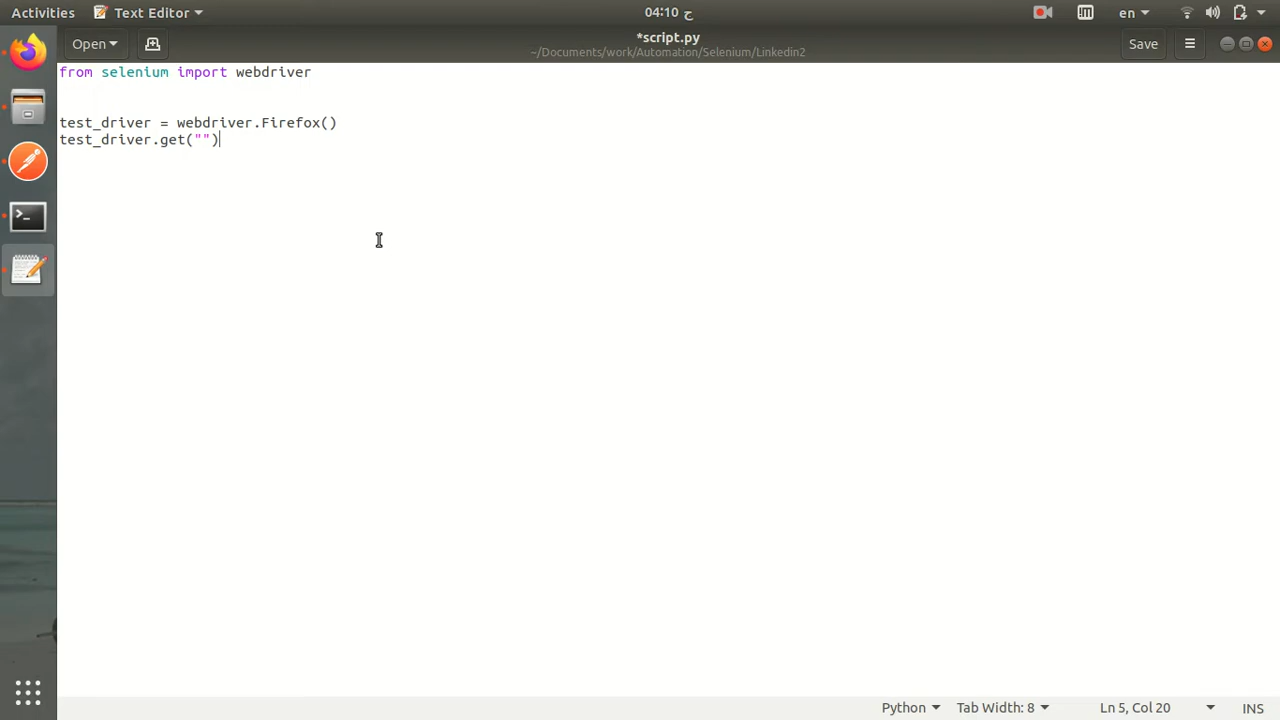 Activities Text Editor 04:10 ح en
Open *script.py Save
~/Documents/work/Automation/Selenium/Linkedin2
from selenium import webdriver
test_driver = webdriver.Firefox()
test_driver.get("")
Python Tab Width: 8 Ln 5, Col 20 INS